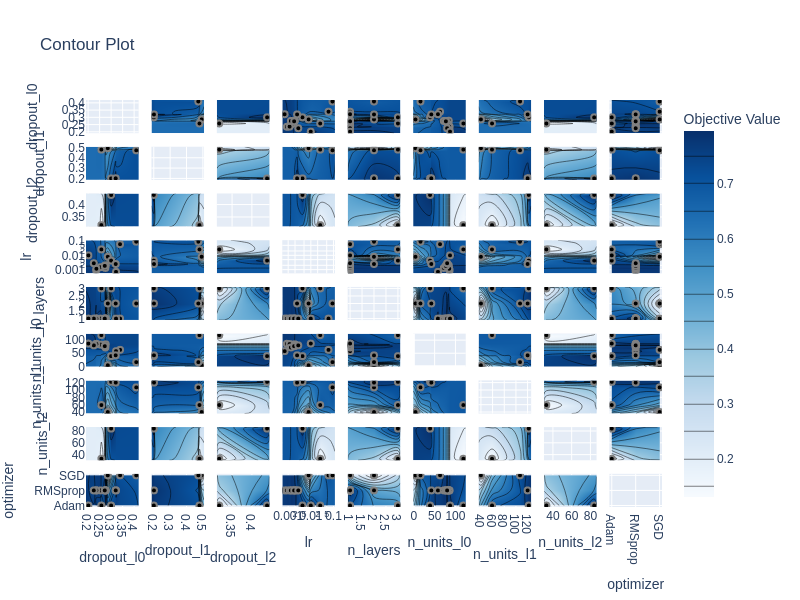 Contour Plot
Objective Value
0.7
0.6
0.5
0.4
0.3
0.2
dropout_l0
0.4
0.35
0.3
0.25
0.2
dropout_l1
0.5
0.4
0.3
0.2
dropout_l2
0.4
0.35
lr
0.1
0.01
0.001
n_layers
3
2.5
2
1.5
1
n_units_l0
100
50
0
n_units_l1
120
100
80
60
40
n_units_l2
80
60
40
optimizer
SGD
RMSprop
Adam
0.2
0.25
0.3
0.35
0.4
dropout_l0
0.2
0.3
0.4
0.5
dropout_l1
0.35
0.4
dropout_l2
0.001
0.01
0.1
lr
1
1.5
2
2.5
3
n_layers
0
50
100
n_units_l0
40
60
80
100
120
n_units_l1
40
60
80
n_units_l2
Adam
RMSprop
SGD
optimizer